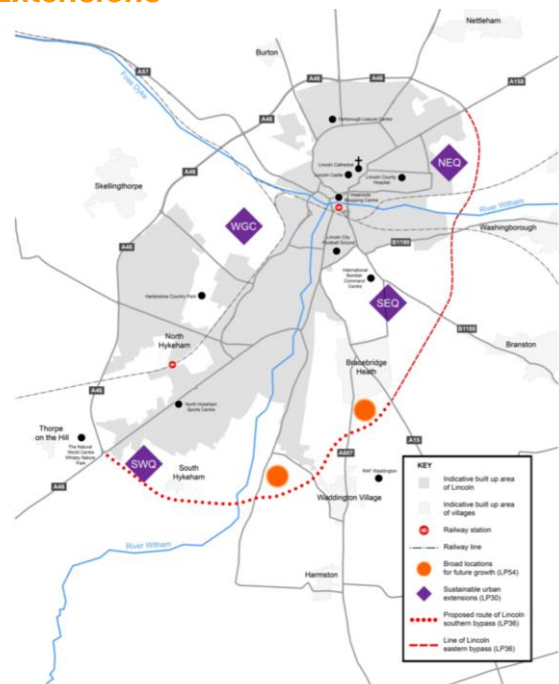 Extensions
Nettleham
Burton
A57
A46
A46
A158
Foss Dyke
A46
Yarborough Leisure Centre
Lincoln Cathedral
Lincoln Castle
Lincoln County
Hospital
NEQ
Skellingthorpe
A46
Shopping Centre
River Witham
WGC
Washingborough
Lincoln City
Football Ground
B1190
A46
International
Bomber
Command
Centre
Hartsholme Country Park
SEQ
B1188
North
Hykeham
Branston
Bracebridge
Heath
North Hykeham
Sports Centre
Thorpe
on the Hill
The Natural
World Centre
Whisby Nature
Park
A15
A607
SWQ
South
Hykeham
RAF Waddington
A46
Waddington Village
River Witham
Harmston
KEY
Indicative built up area
of Lincoln
Indicative built up area
of villages
Railway station
Railway line
Broad locations
for future growth (LP54)
Sustainable urban
extensions (LP30)
Proposed route of Lincoln
southern bypass (LP36)
Line of Lincoln
eastern bypass (LP36)